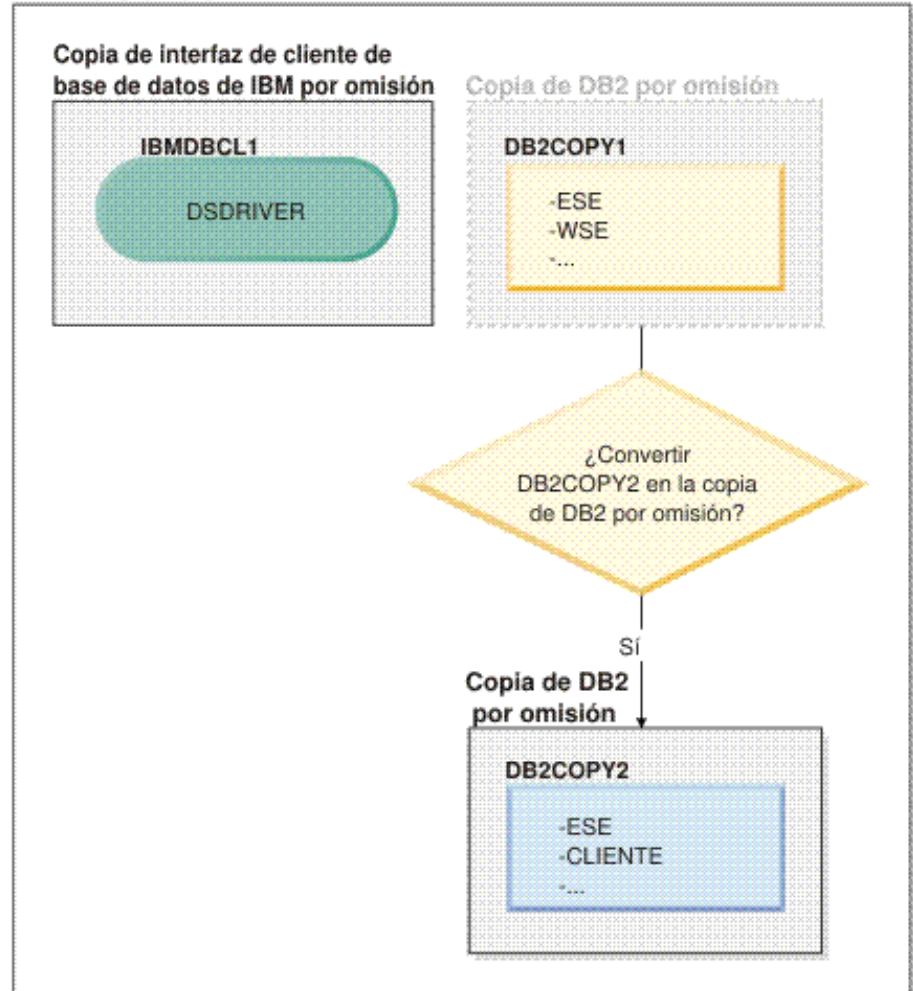 Copia de interfaz de cliente de
base de datos de IBM por omisión
IBMDBCL1
DSDRIVER
Copia de DB2 por omisión
DB2COPY1
-ESE
-WSE
-...
¿Convertir
DB2COPY2 en la copia
de DB2 por omisión?
Sí
Copia de DB2
por omisión
DB2COPY2
-ESE
-CLIENTE
-...